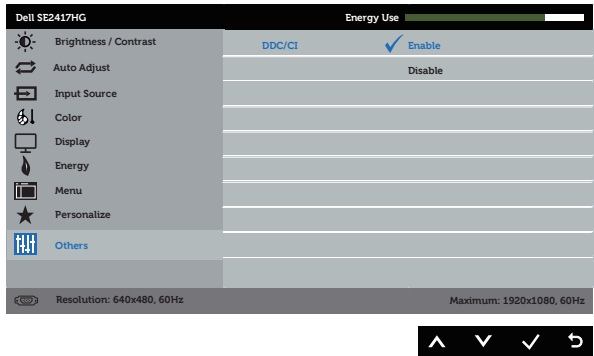 Dell SE2417HG
Energy Use
Brightness / Contrast
DDC/CI
Enable
Auto Adjust
Disable
Input Source
Color
Display
Energy
Menu
Personalize
Others
Resolution: 640x480, 60Hz
Maximum: 1920x1080, 60Hz